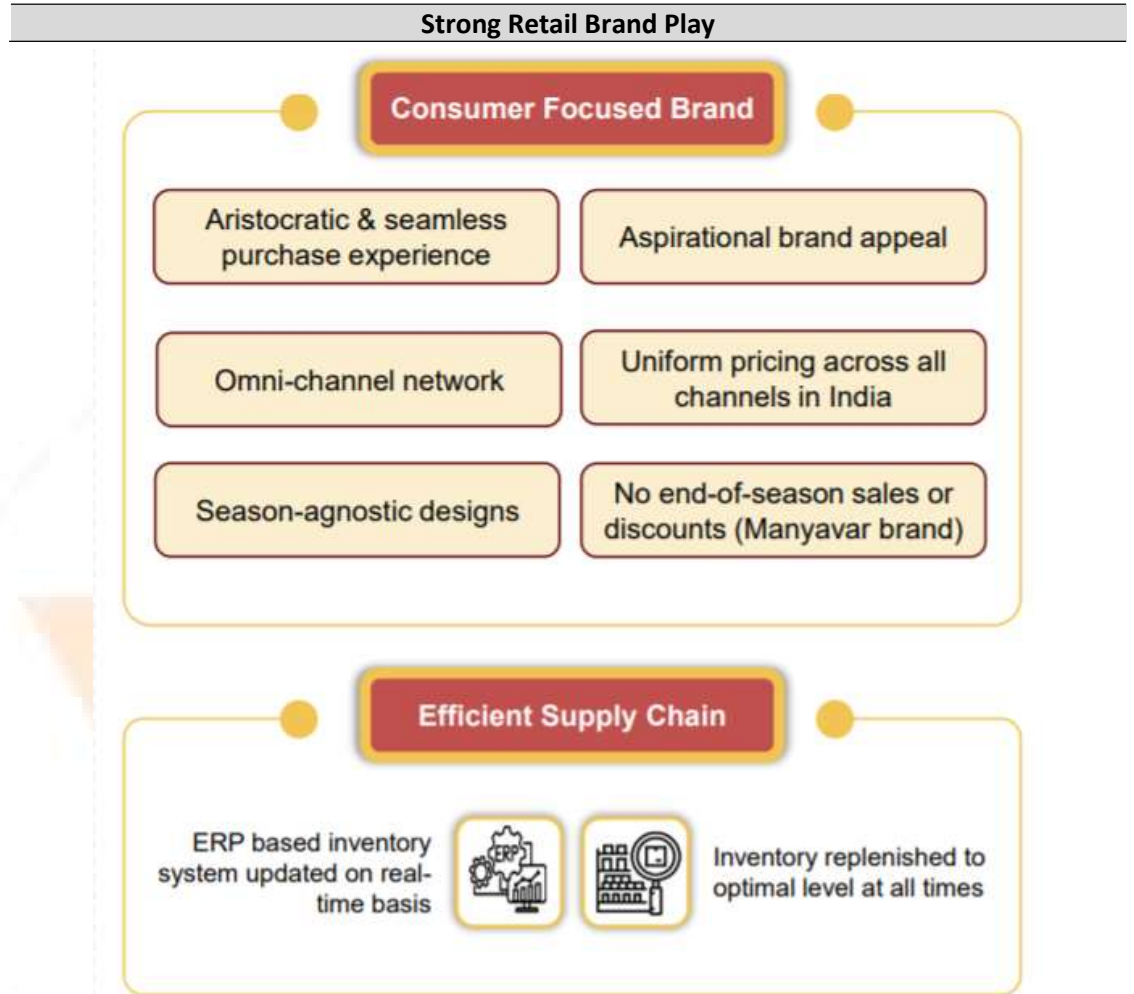 Strong Retail Brand Play
Consumer Focused Brand
Aristocratic & seamless
purchase experience
Aspirational brand appeal
Omni-channel network
Uniform pricing across all
channels in India
Season-agnostic designs
No end-of-season sales or
discounts (Manyavar brand)
Efficient Supply Chain
ERP based inventory
system updated on real-
time basis
ERP
Inventory replenished to
optimal level at all times